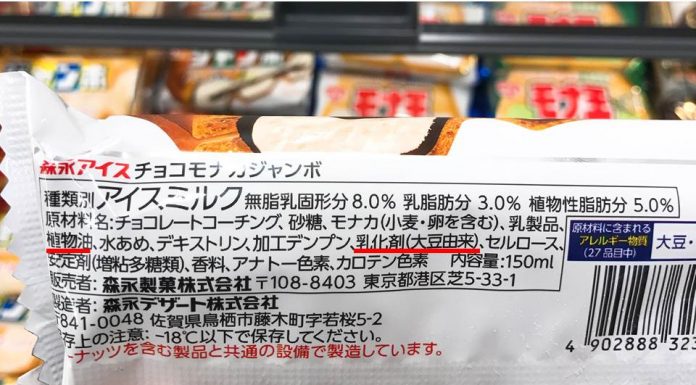 モナ王
森永アイス チョコモナカジャンボ
種類別 アイスミルク 無脂乳固形分 8.0% 乳脂肪分 3.0% 植物性脂肪分 5.0%
原材料名:チョコレートコーチング、砂糖、モナカ(小麦・卵を含む)、乳製品、
植物油、水あめ、デキストリン、加工デンプン、乳化剤(大豆由来)、セルロース、
安定剤(増粘多糖類)、香料、アナトー色素、カロテン色素 内容量:150ml
販売者:森永製菓株式会社 〒108-8403 東京都港区芝5-33-1
製造者:森永デザート株式会社
〒841-0048 佐賀県鳥栖市藤木町字若桜5-2
存上の注意:-18℃以下で保存してください。
ナッツを含む製品と共通の設備で製造しています。
原材料に含まれる
アレルギー物質
(27品目中)
大豆・
4 902888 323